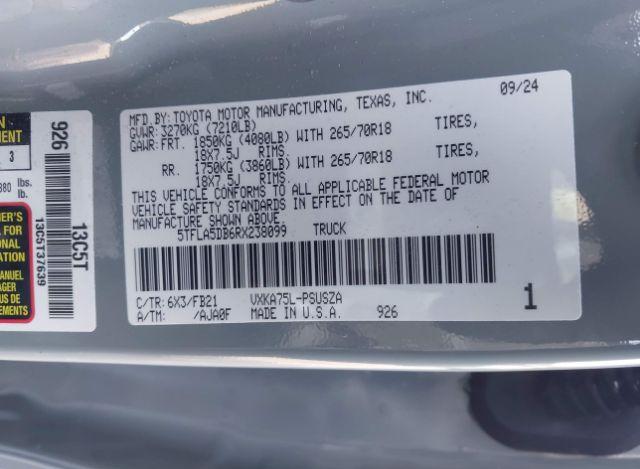 MFD.BY:TOYOTA MOTOR MANUFACTURING, TEXAS, INC. 09/24
GVWR: 3270KG (7210LB)
GAWR: FRT. 1850KG (4080LB) WITH 265/70R18 TIRES,
18X7.5J RIMS.
RR. 1750KG (3860LB) WITH 265/70R18 TIRES,
18X7.5J RIMS.
THIS VEHICLE CONFORMS TO ALL APPLICABLE FEDERAL MOTOR
VEHICLE SAFETY STANDARDS IN EFFECT ON THE DATE OF
MANUFACTURE SHOWN ABOVE.
5TFLA5DB6RX238099 TRUCK
C/TR: 6X3/FB21 VXKA75L-PSUSZA
A/TM: /AJA0F MADE IN U.S.A. 926
1
926
13C5T
13C5T37639
3
lbs.
lb.